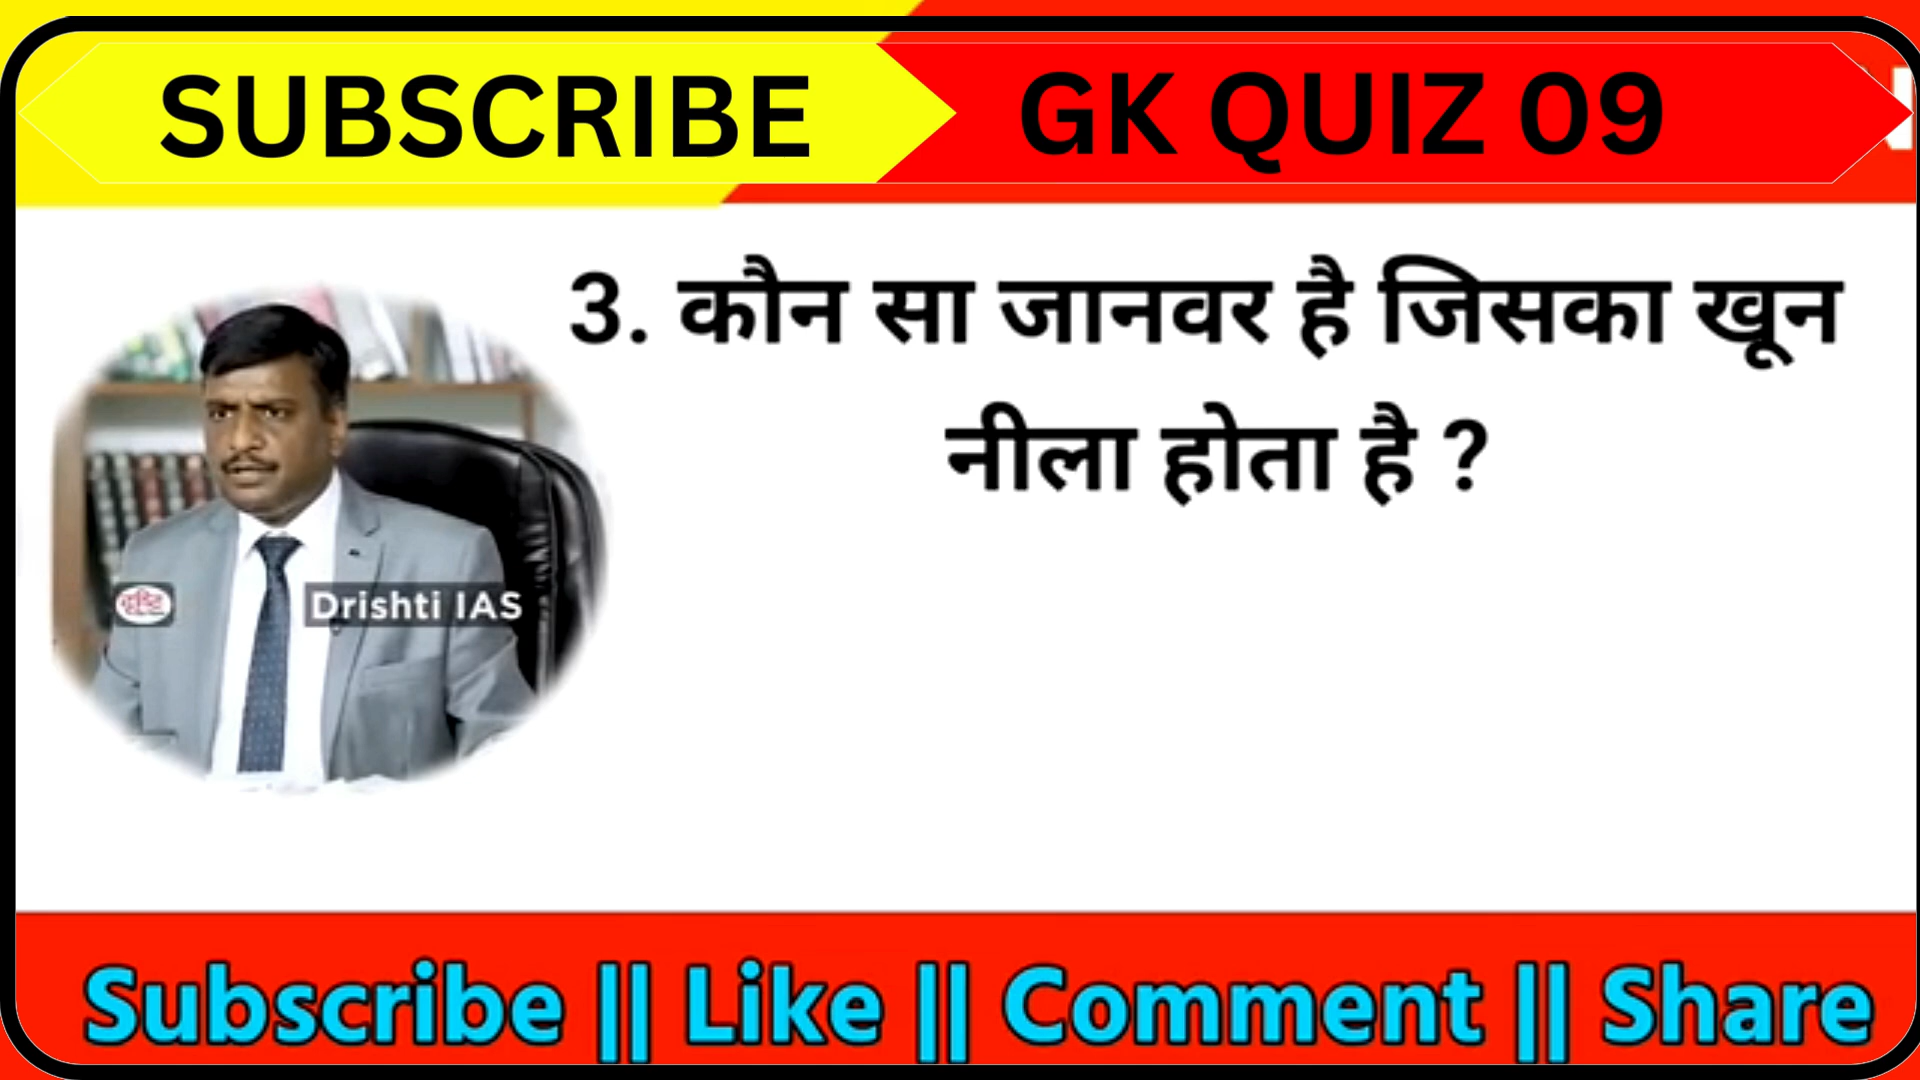 SUBSCRIBE
GK QUIZ 09
3. कौन सा जानवर है जिसका खून
नीला होता है ?
दृष्टि
Drishti IAS
Subscribe || Like || Comment || Share